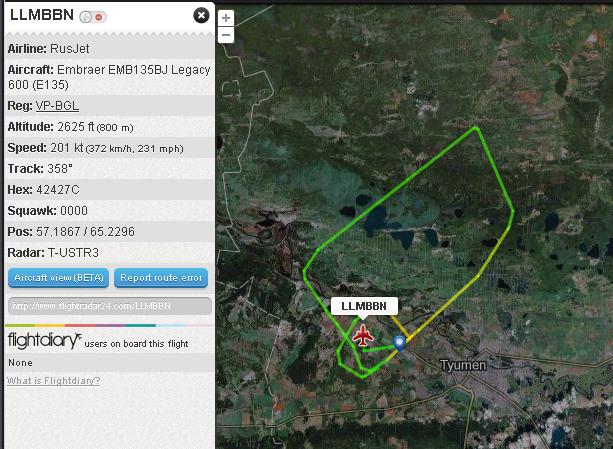 LLMBBN
Airline: RusJet
Aircraft: Embraer EMB135BJ Legacy
600 (E135)
Reg: VP-BGL
Altitude: 2625 ft (800 m)
Speed: 201 kt (372 km/h, 231 mph)
Track: 358°
Hex: 42427C
Squawk: 0000
Pos: 57.1867 / 65.2296
Radar: T-USTR3
Aircraft view (BETA) Report route error
http://www.flightradar24.com/LLMBBN
flightdiary users on board this flight
None
What is Flightdiary?
+
−
LLMBBN
Tyumen